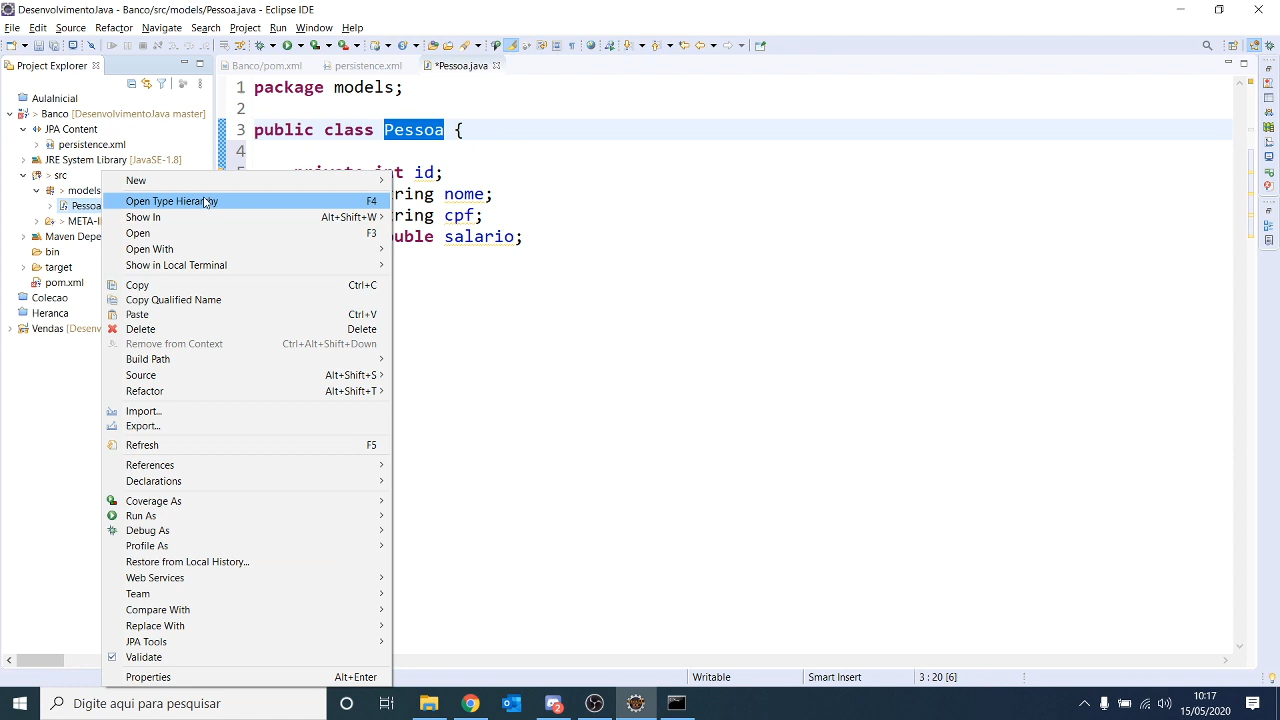 DesenvolvimentoJava - Banco/src/models/Pessoa.java - Eclipse IDE
File Edit Source Refactor Navigate Search Project Run Window Help
Project Explorer
Banco/pom.xml persistence.xml *Pessoa.java
AulaInicial
> Banco [DesenvolvimentoJava master]
JPA Content
persistence.xml
JRE System Library [JavaSE-1.8]
> src
> models
Pessoa
> META-I
Maven Depe
bin
target
pom.xml
Colecao
Heranca
Vendas [Desenv
1 package models;
2
3 public class Pessoa {
4
5 private int id;
ring nome;
ring cpf;
uble salario;
New
Open Type Hierarchy F4
Show In Alt+Shift+W
Open F3
Open With
Show in Local Terminal
Copy Ctrl+C
Copy Qualified Name
Paste Ctrl+V
Delete Delete
Remove from Context Ctrl+Alt+Shift+Down
Build Path
Source Alt+Shift+S
Refactor Alt+Shift+T
Import...
Export...
Refresh F5
References
Declarations
Coverage As
Run As
Debug As
Profile As
Restore from Local History...
Web Services
Team
Compare With
Replace With
JPA Tools
Validate
Properties Alt+Enter
Writable Smart Insert 3 : 20 [6]
Digite aqui para pesquisar
10:17
15/05/2020